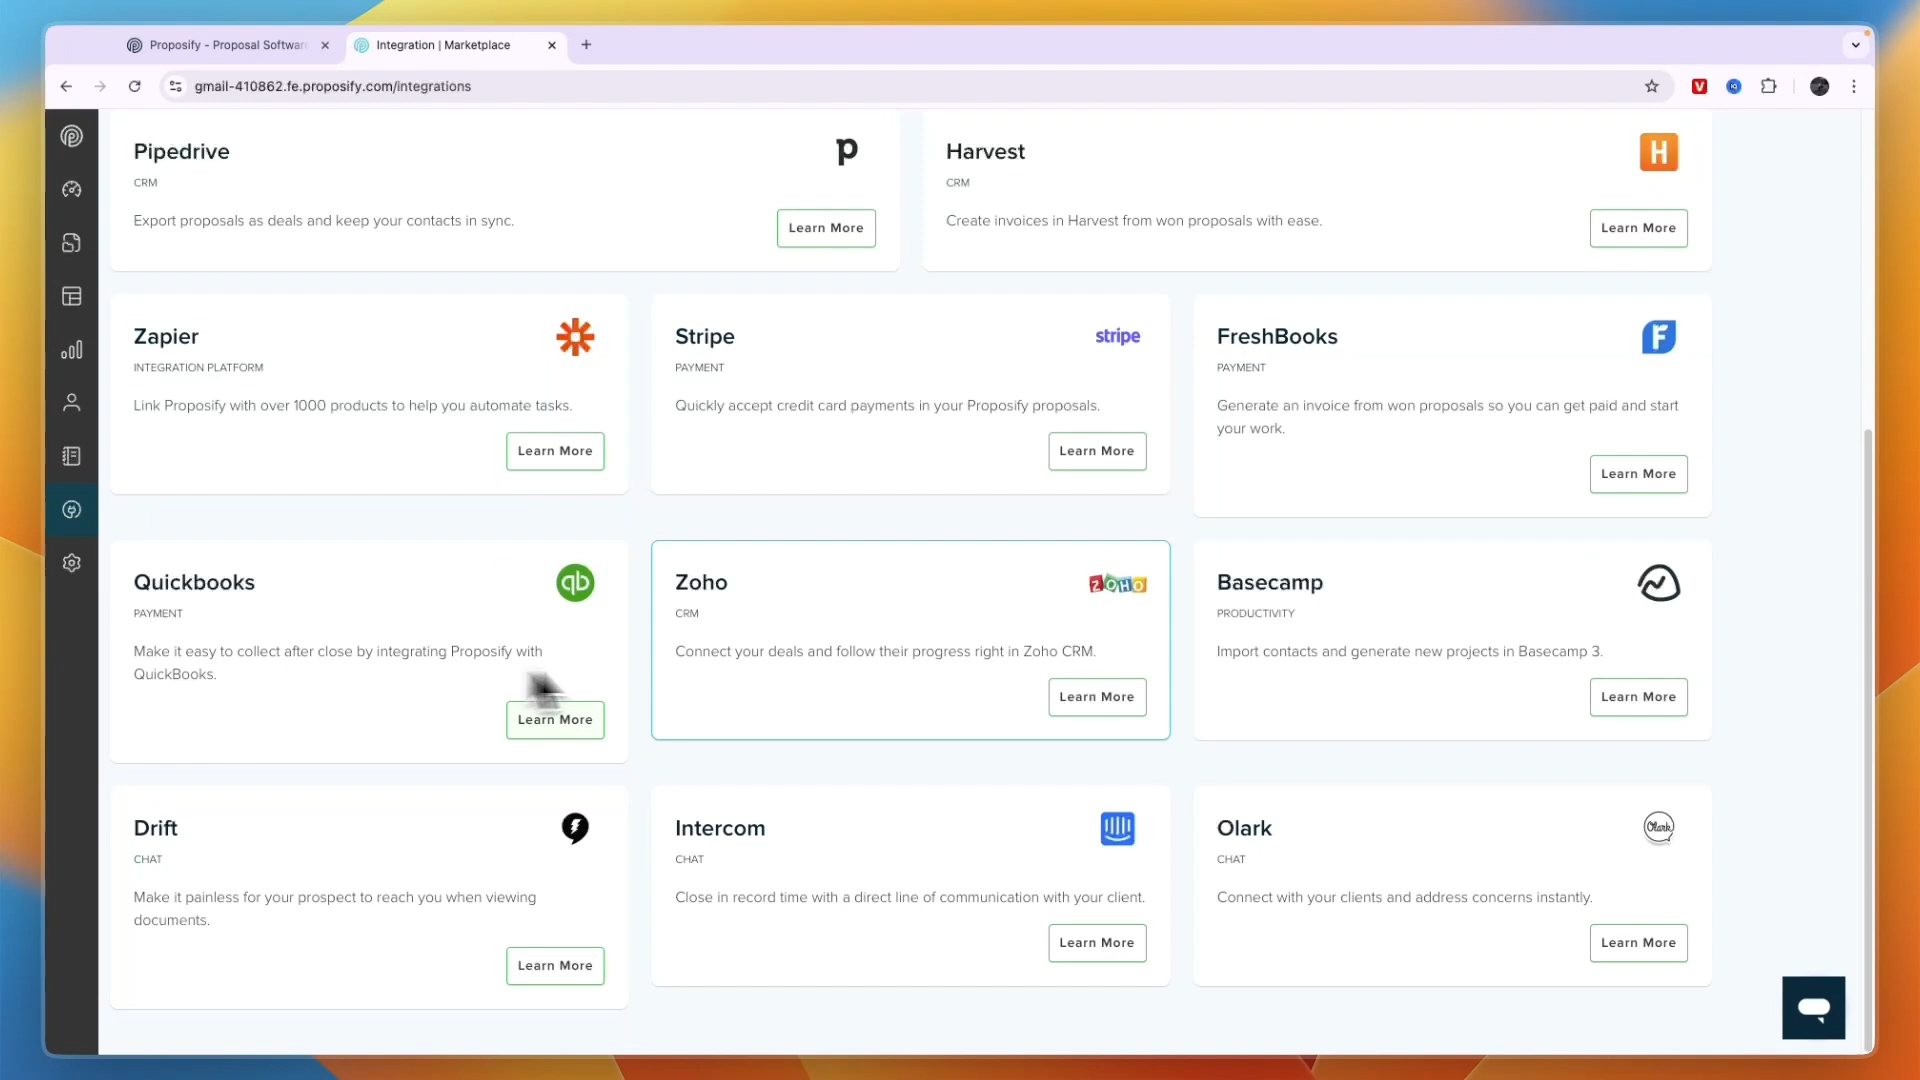 Proposify - Proposal Softwar
Integration | Marketplace
gmail-410862.fe.proposify.com/integrations
Pipedrive
CRM
Export proposals as deals and keep your contacts in sync.
Learn More
Harvest
H
CRM
Create invoices in Harvest from won proposals with ease.
Learn More
Zapier
INTEGRATION PLATFORM
Link Proposify with over 1000 products to help you automate tasks.
Learn More
Stripe
stripe
PAYMENT
Quickly accept credit card payments in your Proposify proposals.
Learn More
FreshBooks
F
PAYMENT
Generate an invoice from won proposals so you can get paid and start
your work.
Learn More
Quickbooks
qb
PAYMENT
Make it easy to collect after close by integrating Proposify with
QuickBooks.
Learn More
Zoho
ZOHO
CRM
Connect your deals and follow their progress right in Zoho CRM.
Learn More
Basecamp
PRODUCTIVITY
Import contacts and generate new projects in Basecamp 3.
Learn More
Drift
CHAT
Make it painless for your prospect to reach you when viewing
documents.
Learn More
Intercom
CHAT
Close in record time with a direct line of communication with your client.
Learn More
Olark
Olark
CHAT
Connect with your clients and address concerns instantly.
Learn More